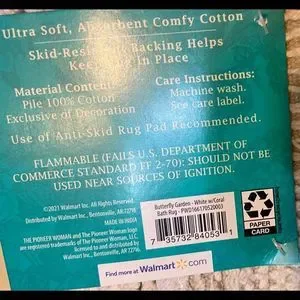 Ultra Soft, Absorbent Comfy Cotton
Skid-Resistant Backing Helps
Keep Rug In Place
Material Content:
Pile 100% Cotton
Exclusive of Decoration
Care Instructions:
Machine wash.
See care label.
Use of Anti-Skid Rug Pad Recommended.
FLAMMABLE (FAILS U.S. DEPARTMENT OF
COMMERCE STANDARD FF 2-70): SHOULD NOT BE
USED NEAR SOURCES OF IGNITION.
©2021 Walmart Inc.
Distributed by Walmart Inc., Bentonville, AR 72716
MADE IN INDIA
THE PIONEER WOMAN and The Pioneer Woman logo
are registered trademarks of The Pioneer Woman, LLC.
licensed to and distributed by
Walmart Inc., Bentonville, AR 72716
Butterfly Garden - White w/Coral
Bath Rug - PWD166170520003
7 35732 84053 1
PAPER
CARD
Find more at Walmart.com